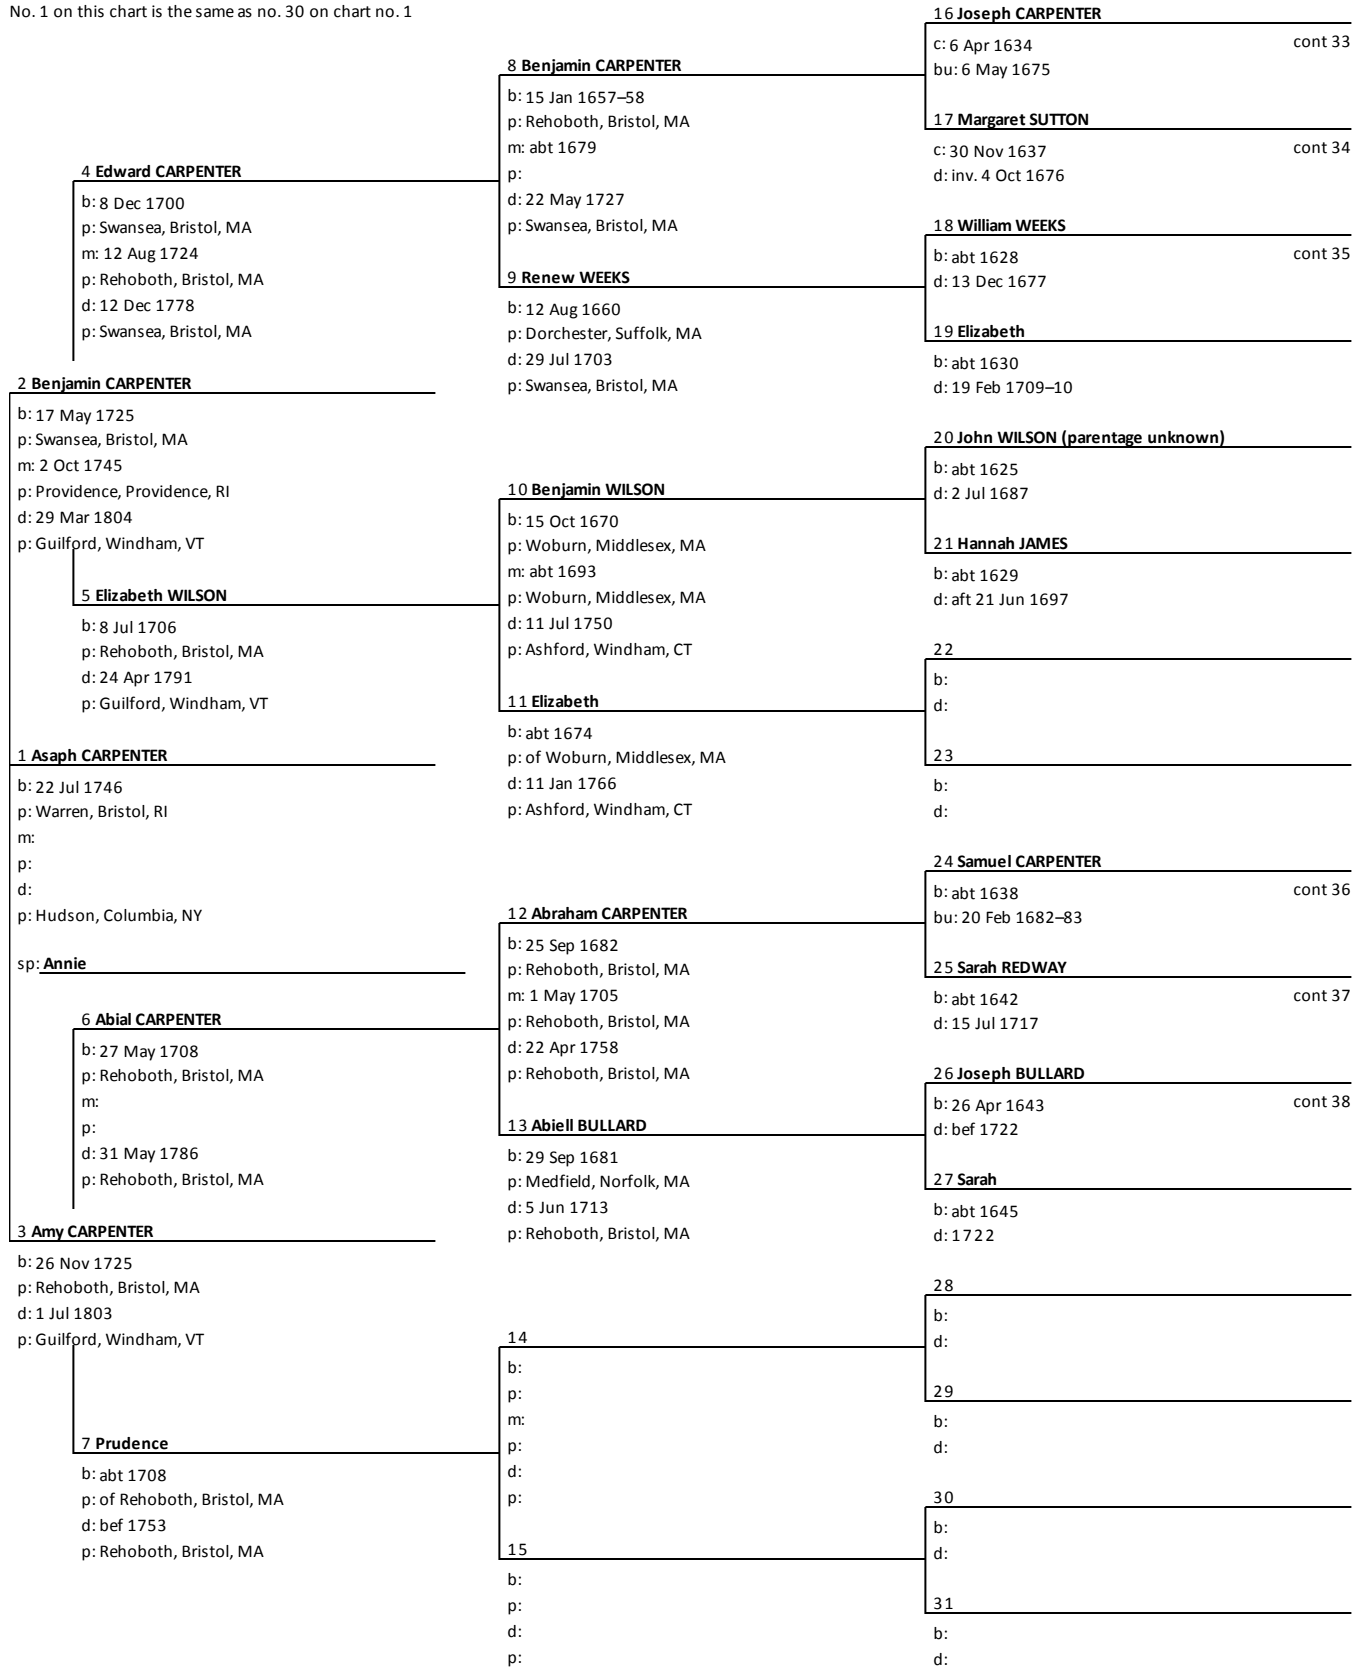 No. 1 on this chart is the same as no. 30 on chart no. 1
16 Joseph CARPENTER
c: 6 Apr 1634
cont 33
bu: 6 May 1675
8 Benjamin CARPENTER
b: 15 Jan 1657–58
p: Rehoboth, Bristol, MA
m: abt 1679
p:
d: 22 May 1727
p: Swansea, Bristol, MA
17 Margaret SUTTON
c: 30 Nov 1637
cont 34
d: inv. 4 Oct 1676
4 Edward CARPENTER
b: 8 Dec 1700
p: Swansea, Bristol, MA
m: 12 Aug 1724
p: Rehoboth, Bristol, MA
d: 12 Dec 1778
p: Swansea, Bristol, MA
18 William WEEKS
b: abt 1628
cont 35
d: 13 Dec 1677
9 Renew WEEKS
b: 12 Aug 1660
p: Dorchester, Suffolk, MA
d: 29 Jul 1703
p: Swansea, Bristol, MA
19 Elizabeth
b: abt 1630
d: 19 Feb 1709–10
2 Benjamin CARPENTER
b: 17 May 1725
p: Swansea, Bristol, MA
m: 2 Oct 1745
p: Providence, Providence, RI
d: 29 Mar 1804
p: Guilford, Windham, VT
20 John WILSON (parentage unknown)
b: abt 1625
d: 2 Jul 1687
10 Benjamin WILSON
b: 15 Oct 1670
p: Woburn, Middlesex, MA
m: abt 1693
p: Woburn, Middlesex, MA
d: 11 Jul 1750
p: Ashford, Windham, CT
21 Hannah JAMES
b: abt 1629
d: aft 21 Jun 1697
5 Elizabeth WILSON
b: 8 Jul 1706
p: Rehoboth, Bristol, MA
d: 24 Apr 1791
p: Guilford, Windham, VT
22
b:
d:
11 Elizabeth
b: abt 1674
p: of Woburn, Middlesex, MA
d: 11 Jan 1766
p: Ashford, Windham, CT
23
b:
d:
1 Asaph CARPENTER
b: 22 Jul 1746
p: Warren, Bristol, RI
m:
p:
d:
p: Hudson, Columbia, NY
sp: Annie
24 Samuel CARPENTER
b: abt 1638
cont 36
bu: 20 Feb 1682–83
12 Abraham CARPENTER
b: 25 Sep 1682
p: Rehoboth, Bristol, MA
m: 1 May 1705
p: Rehoboth, Bristol, MA
d: 22 Apr 1758
p: Rehoboth, Bristol, MA
25 Sarah REDWAY
b: abt 1642
cont 37
d: 15 Jul 1717
6 Abial CARPENTER
b: 27 May 1708
p: Rehoboth, Bristol, MA
m:
p:
d: 31 May 1786
p: Rehoboth, Bristol, MA
26 Joseph BULLARD
b: 26 Apr 1643
cont 38
d: bef 1722
13 Abiell BULLARD
b: 29 Sep 1681
p: Medfield, Norfolk, MA
d: 5 Jun 1713
p: Rehoboth, Bristol, MA
27 Sarah
b: abt 1645
d: 1722
3 Amy CARPENTER
b: 26 Nov 1725
p: Rehoboth, Bristol, MA
d: 1 Jul 1803
p: Guilford, Windham, VT
28
b:
d:
14
b:
p:
m:
p:
d:
p:
29
b:
d:
7 Prudence
b: abt 1708
p: of Rehoboth, Bristol, MA
d: bef 1753
p: Rehoboth, Bristol, MA
30
b:
d:
15
b:
p:
d:
p:
31
b:
d: